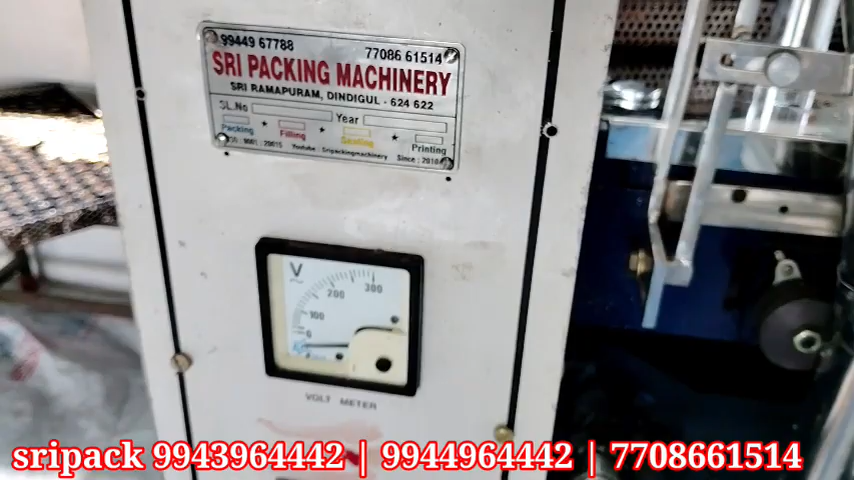 99449 67788 77086 61514
SRI PACKING MACHINERY
SRI RAMAPURAM, DINDIGUL - 624 622
SL.No Year
Packing * Filling * Sealing * Printing
Youtube : Sripackingmachinery Since : 2010
V
~
0 100 200 300
VOLT METER
sripack 9943964442 | 9944964442 | 7708661514